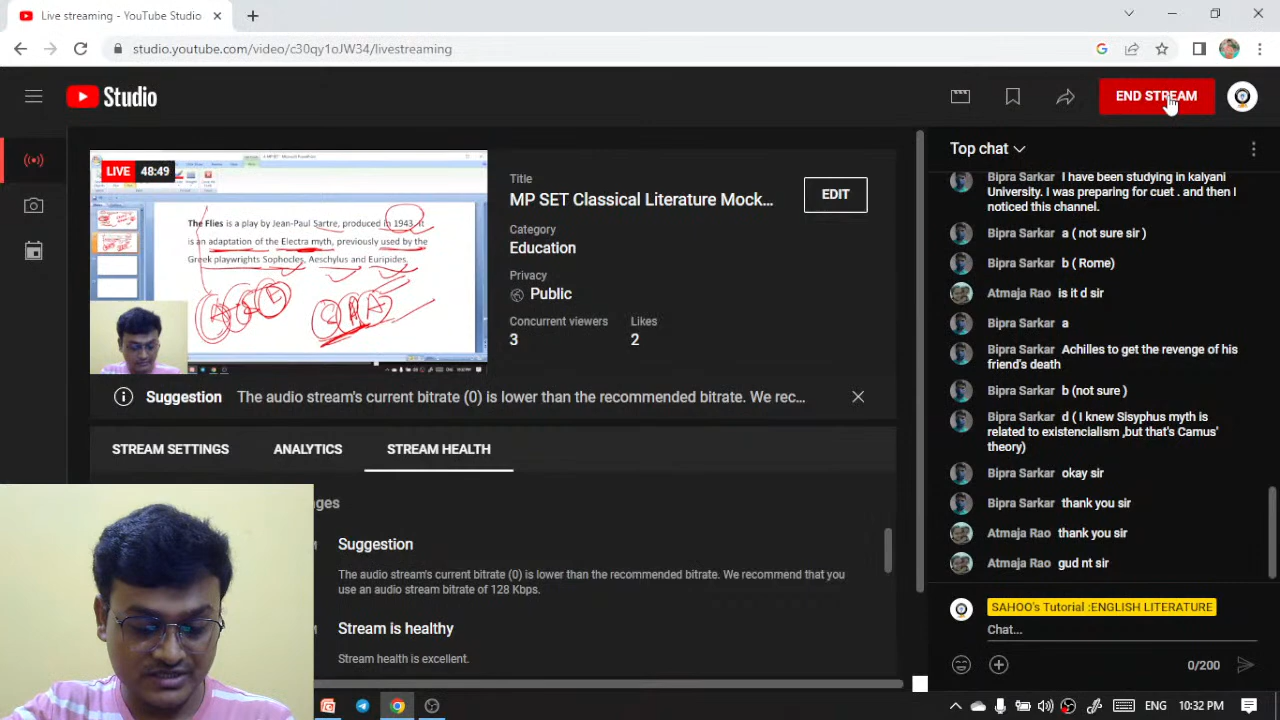 Live streaming - YouTube Studio
studio.youtube.com/video/c30qy1oJW34/livestreaming
Studio
END STREAM
LIVE 48:49
The Flies is a play by Jean-Paul Sartre, produced in 1943. It
is an adaptation of the Electra myth, previously used by the
Greek playwrights Sophocles, Aeschylus and Euripides.
Title
MP SET Classical Literature Mock...
EDIT
Category
Education
Privacy
Public
Concurrent viewers
Likes
3
2
Suggestion The audio stream's current bitrate (0) is lower than the recommended bitrate. We rec...
STREAM SETTINGS
ANALYTICS
STREAM HEALTH
Suggestion
The audio stream's current bitrate (0) is lower than the recommended bitrate. We recommend that you
use an audio stream bitrate of 128 Kbps.
Stream is healthy
Stream health is excellent.
Top chat
Bipra Sarkar I have been studying in kalyani
University. I was preparing for cuet . and then I
noticed this channel.
Bipra Sarkar a ( not sure sir )
Bipra Sarkar b ( Rome)
Atmaja Rao is it d sir
Bipra Sarkar a
Bipra Sarkar Achilles to get the revenge of his
friend's death
Bipra Sarkar b (not sure )
Bipra Sarkar d ( I knew Sisyphus myth is
related to existencialism ,but that's Camus'
theory)
Bipra Sarkar okay sir
Bipra Sarkar thank you sir
Atmaja Rao thank you sir
Atmaja Rao gud nt sir
SAHOO's Tutorial :ENGLISH LITERATURE
Chat...
0/200
ENG
10:32 PM